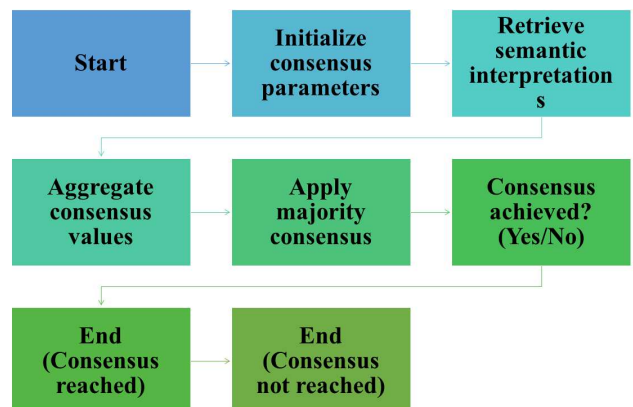 Start
Initialize
consensus
parameters
Retrieve
semantic
interpretation
s
Aggregate
consensus
values
Apply
majority
consensus
Consensus
achieved?
(Yes/No)
End
(Consensus
reached)
End
(Consensus
not reached)